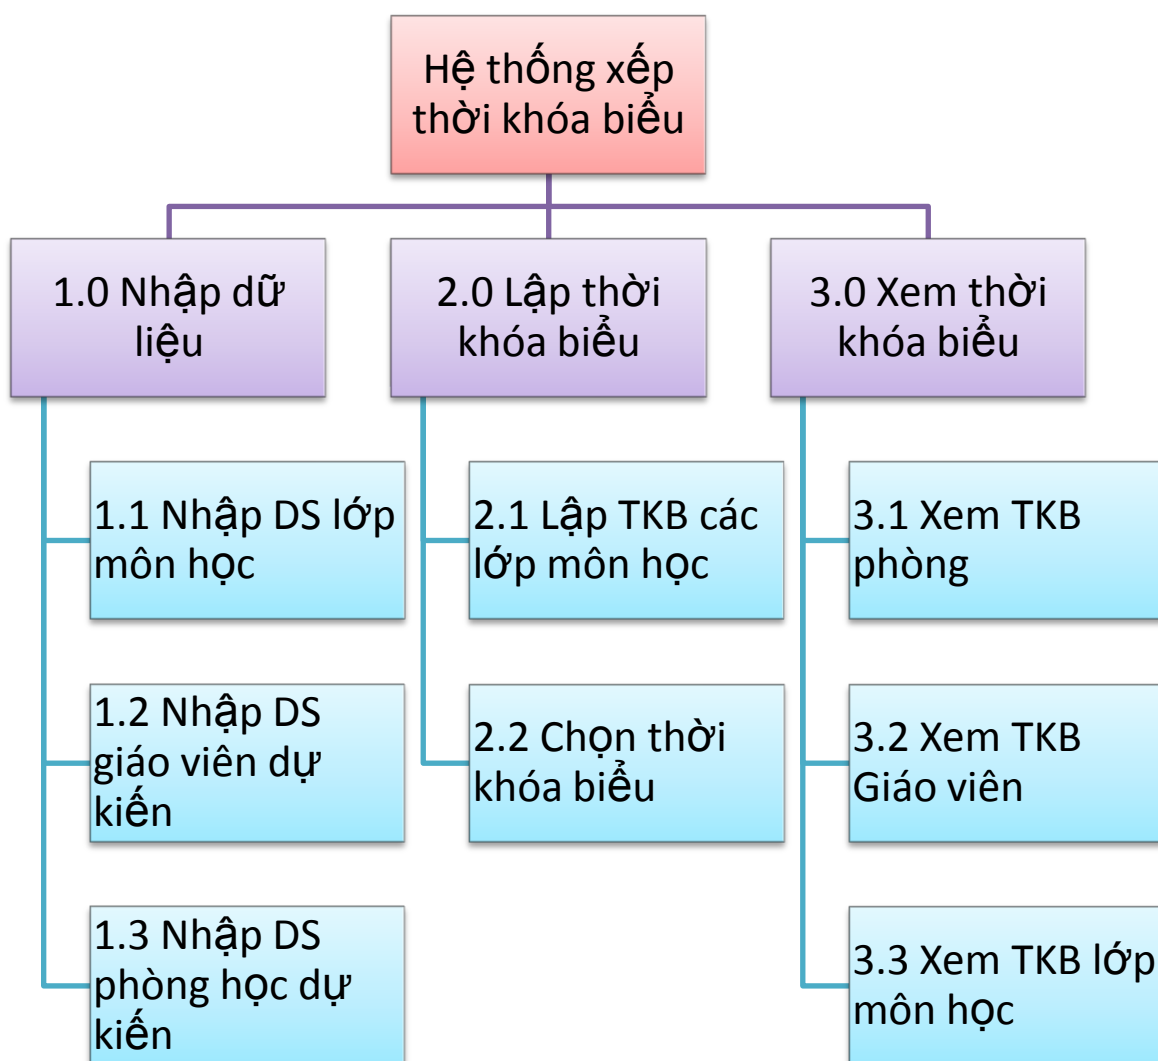 Hệ thống xếp
thời khóa biểu
1.0 Nhập dữ
liệu
2.0 Lập thời
khóa biểu
3.0 Xem thời
khóa biểu
1.1 Nhập DS lớp
môn học
2.1 Lập TKB các
lớp môn học
3.1 Xem TKB
phòng
1.2 Nhập DS
giáo viên dự
kiến
2.2 Chọn thời
khóa biểu
3.2 Xem TKB
Giáo viên
1.3 Nhập DS
phòng học dự
kiến
3.3 Xem TKB lớp
môn học